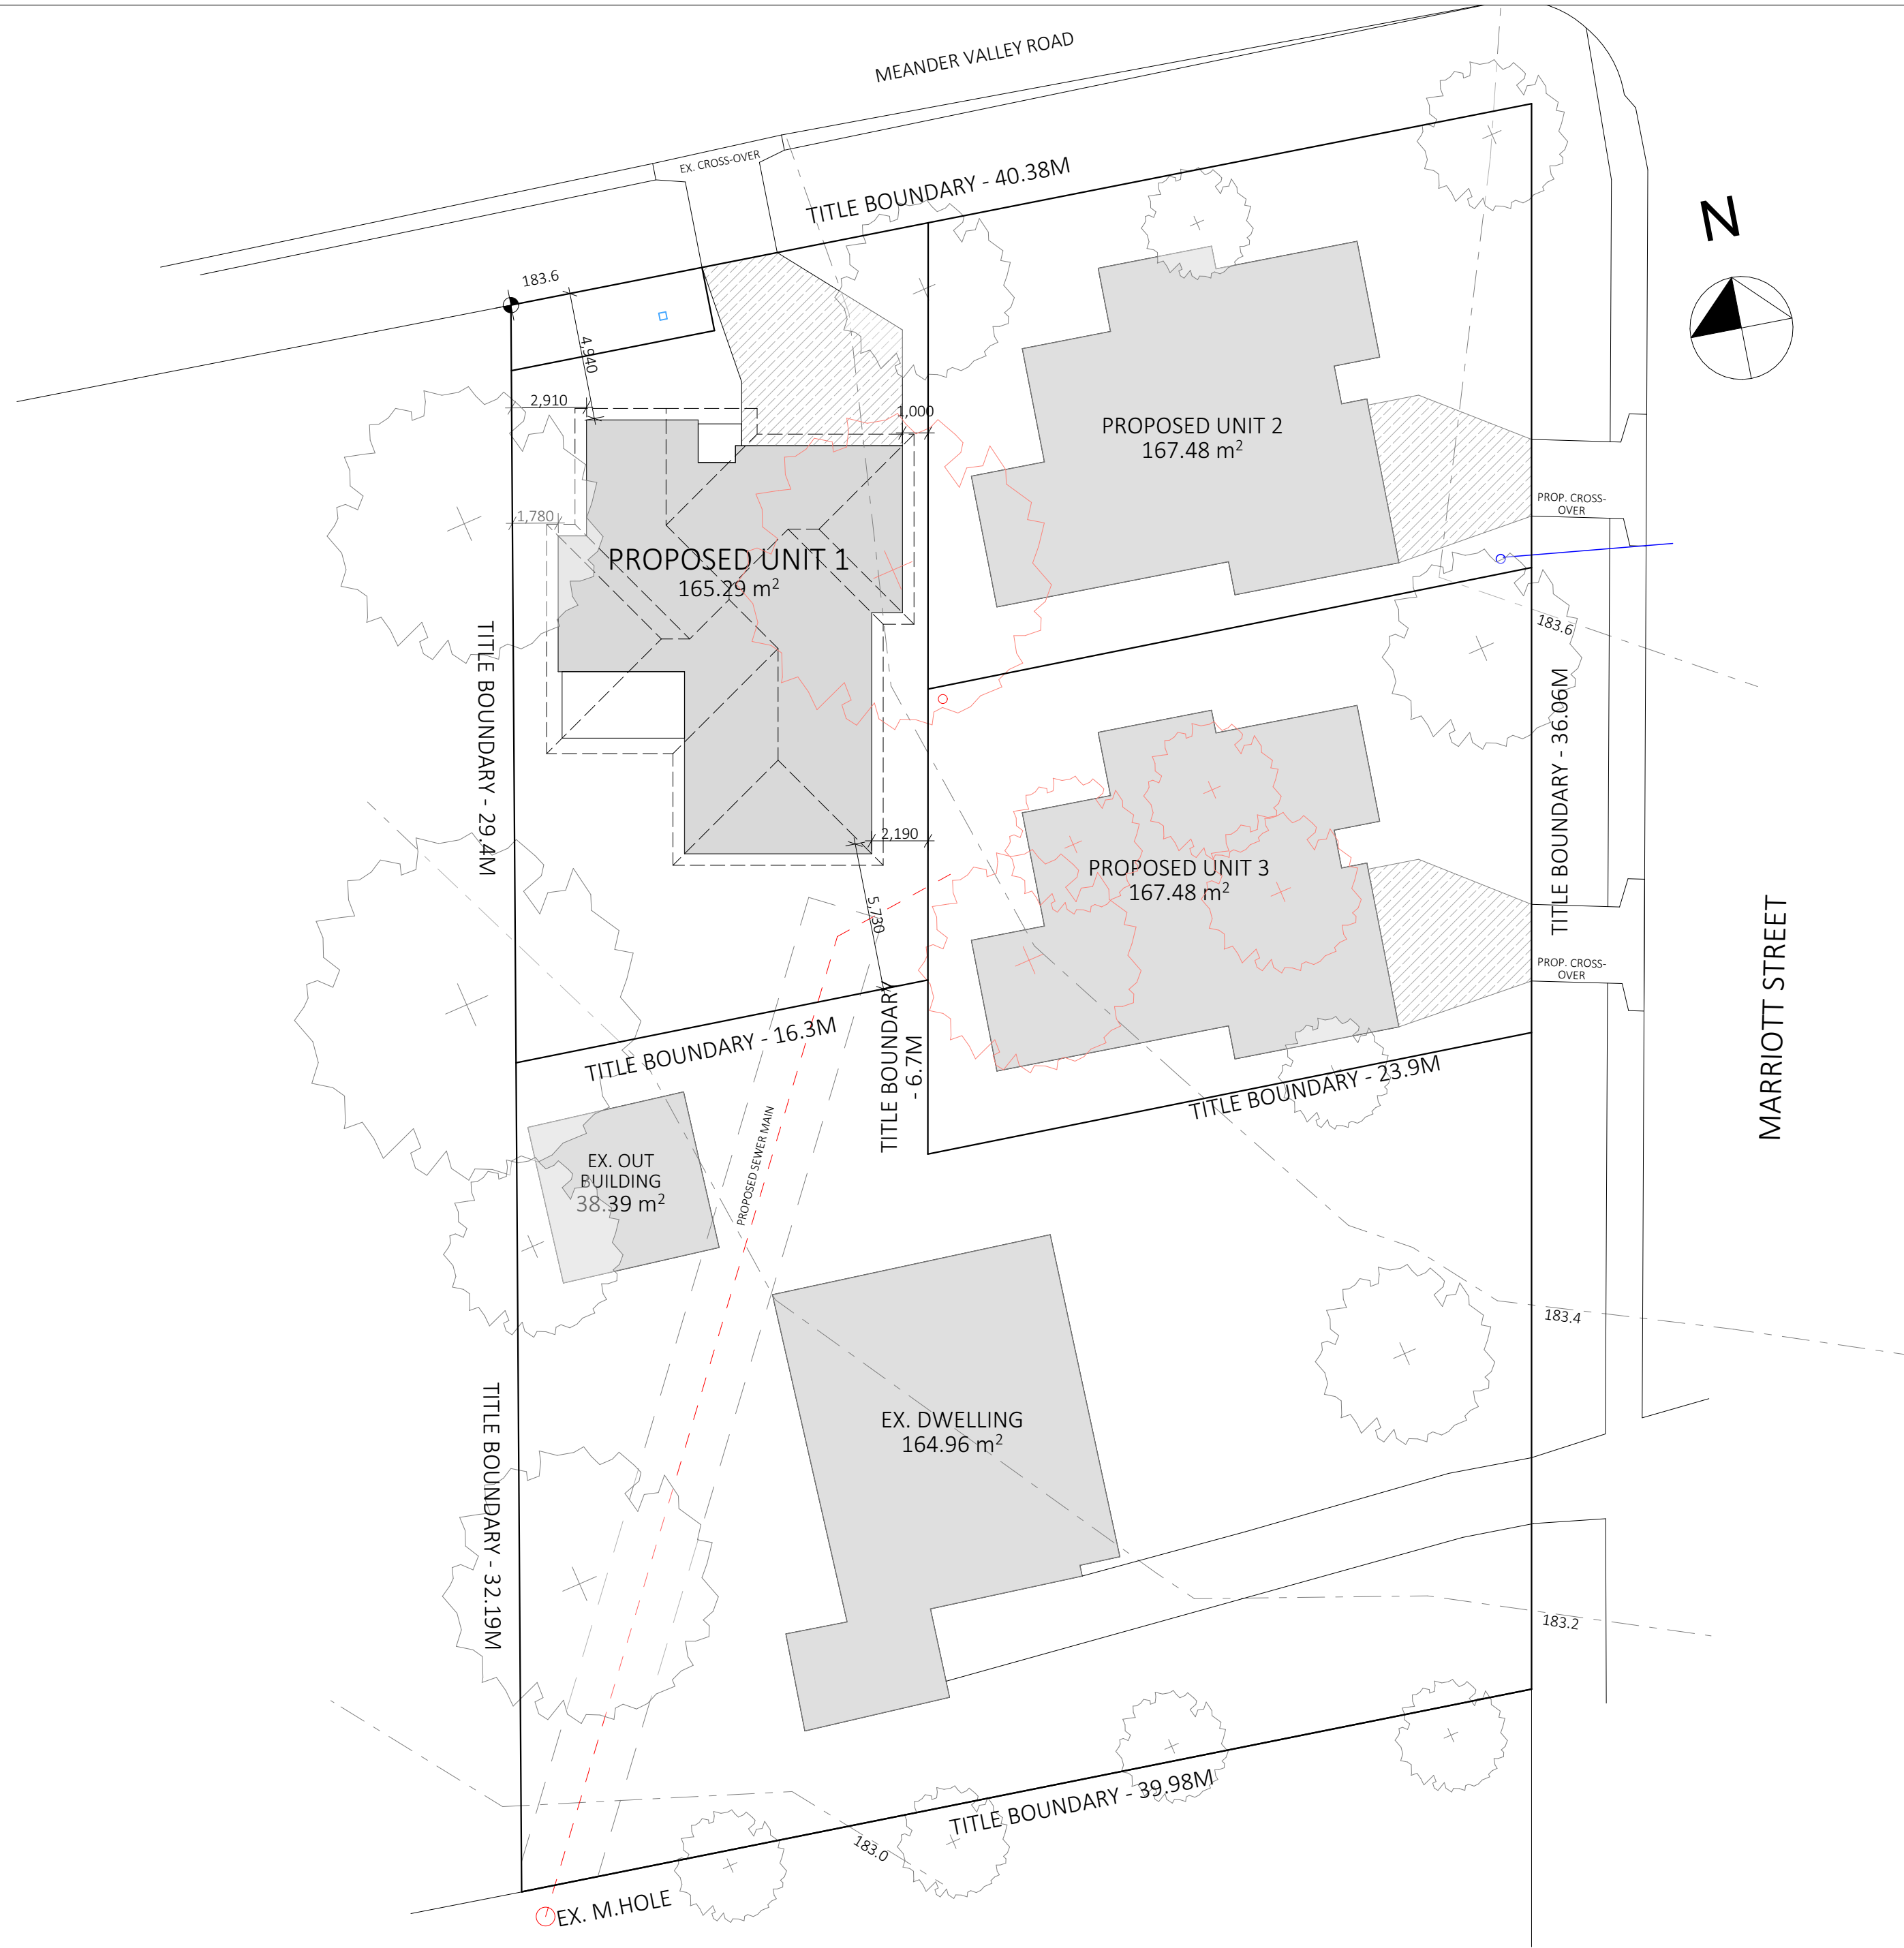 MEANDER VALLEY ROAD
EX. CROSS-OVER
TITLE BOUNDARY - 40.38M
N
183.6
4,940
2,910
1,000
1,780
PROPOSED UNIT 1
165.29 m²
PROPOSED UNIT 2
167.48 m²
PROP. CROSS-
OVER
183.6
TITLE BOUNDARY - 29.4M
TITLE BOUNDARY - 36.06M
2,190
5,730
PROPOSED UNIT 3
167.48 m²
PROP. CROSS-
OVER
MARRIOTT STREET
TITLE BOUNDARY - 16.3M
TITLE BOUNDARY
- 6.7M
TITLE BOUNDARY - 23.9M
EX. OUT
BUILDING
38.39 m²
PROPOSED SEWER MAIN
183.4
EX. DWELLING
164.96 m²
TITLE BOUNDARY - 32.19M
183.2
TITLE BOUNDARY - 39.98M
183.0
EX. M.HOLE